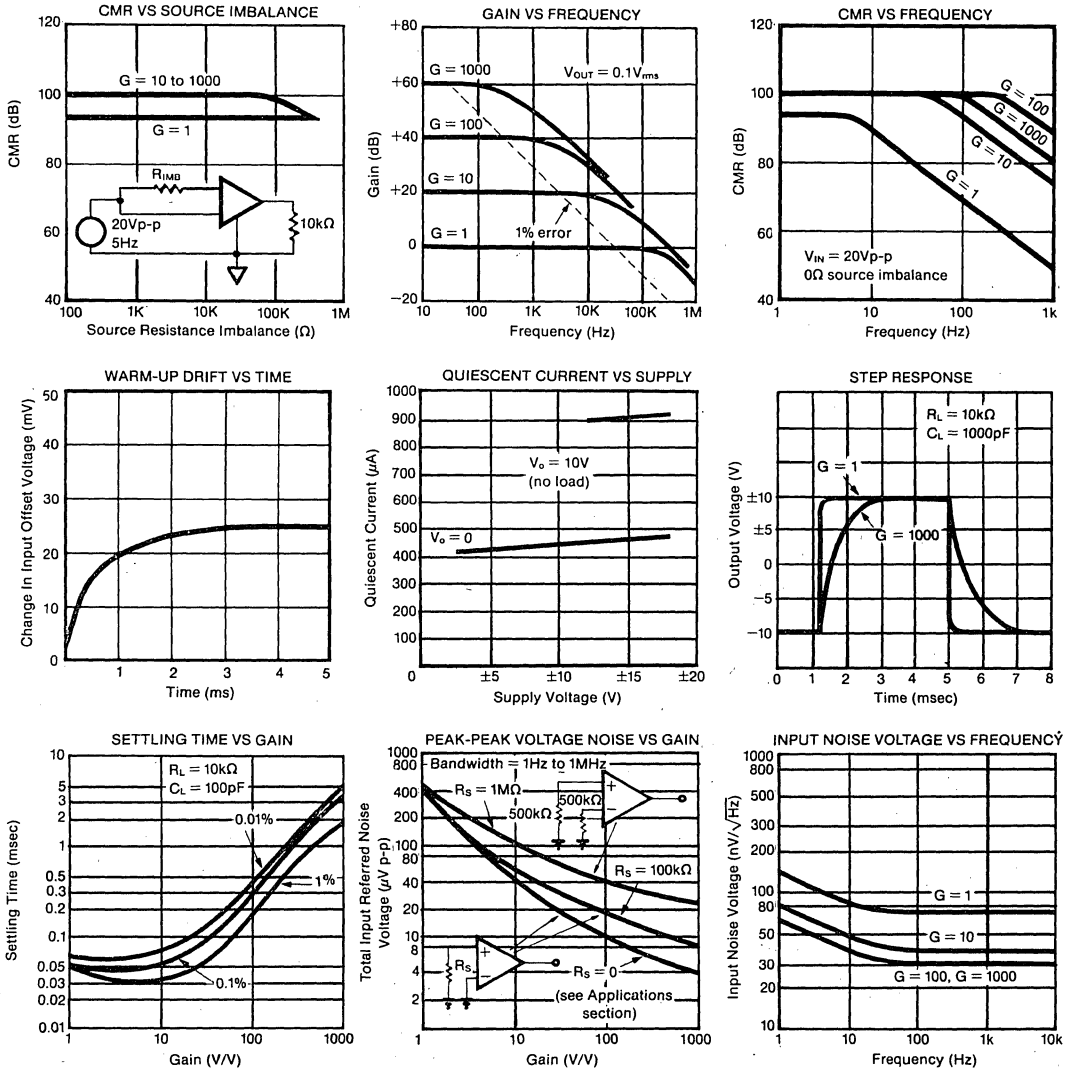 CMR VS SOURCE IMBALANCE
120
100
80
60
40
CMR (dB)
G = 10 to 1000
G = 1
RIMB
20Vp-p
5Hz
10kΩ
100 1K 10K 100K 1M
Source Resistance Imbalance (Ω)
GAIN VS FREQUENCY
+80
+60
+40
+20
0
−20
Gain (dB)
VOUT = 0.1Vrms
G = 1000
G = 100
G = 10
G = 1
1% error
10 100 1K 10K 100K 1M
Frequency (Hz)
CMR VS FREQUENCY
120
100
80
60
40
CMR (dB)
G = 100
G = 1000
G = 10
G = 1
VIN = 20Vp-p
0Ω source imbalance
1 10 100 1k
Frequency (Hz)
WARM-UP DRIFT VS TIME
50
40
30
20
10
0
Change In Input Offset Voltage (mV)
1 2 3 4 5
Time (ms)
QUIESCENT CURRENT VS SUPPLY
1000
900
800
700
600
500
400
300
200
100
Quiescent Current (μA)
Vo = 10V
(no load)
Vo = 0
0 ±5 ±10 ±15 ±20
Supply Voltage (V)
STEP RESPONSE
RL = 10kΩ
CL = 1000pF
G = 1
G = 1000
±10
±5
0
−5
−10
Output Voltage (V)
0 1 2 3 4 5 6 7 8
Time (msec)
SETTLING TIME VS GAIN
10
5
3
2
1
0.5
0.3
0.2
0.1
0.05
0.03
0.02
0.01
Settling Time (msec)
RL = 10kΩ
CL = 100pF
0.01%
1%
0.1%
1 10 100 1000
Gain (V/V)
PEAK-PEAK VOLTAGE NOISE VS GAIN
1000
800
400
200
100
80
40
20
10
8
4
2
Total Input Referred Noise
Voltage (μV p-p)
Bandwidth = 1Hz to 1MHz
RS = 1MΩ
500kΩ
500kΩ
+
−
RS = 100kΩ
RS
+
−
RS = 0
(see Applications
section)
1 10 100 1000
Gain (V/V)
INPUT NOISE VOLTAGE VS FREQUENCY
1000
800
500
300
200
100
80
50
30
20
10
Input Noise Voltage (nV/√Hz)
G = 1
G = 10
G = 100, G = 1000
1 10 100 1k 10k
Frequency (Hz)